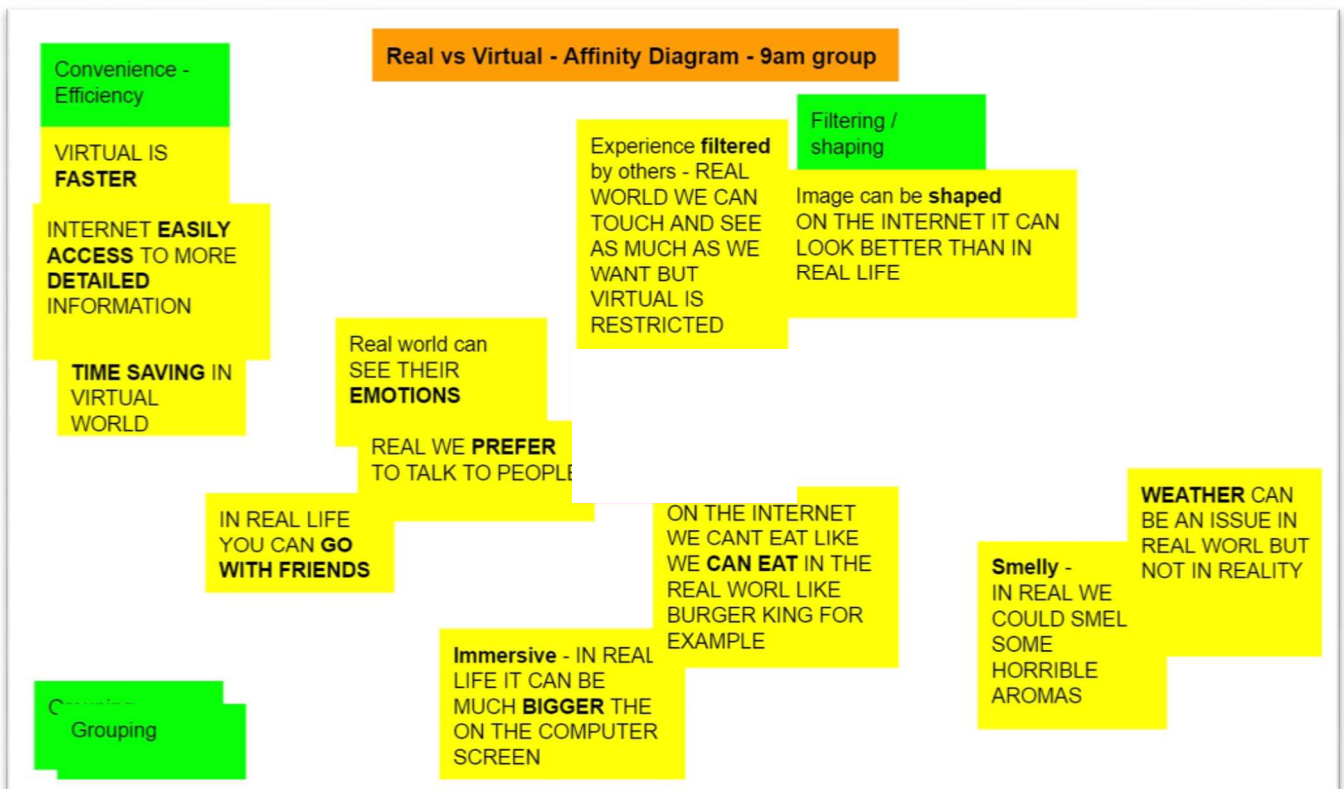 Real vs Virtual - Affinity Diagram - 9am group
Convenience -
Efficiency
VIRTUAL IS
FASTER
INTERNET EASILY
ACCESS TO MORE
DETAILED
INFORMATION
TIME SAVING IN
VIRTUAL
WORLD
Experience filtered
by others - REAL
WORLD WE CAN
TOUCH AND SEE
AS MUCH AS WE
WANT BUT
VIRTUAL IS
RESTRICTED
Filtering /
shaping
Image can be shaped
ON THE INTERNET IT CAN
LOOK BETTER THAN IN
REAL LIFE
Real world can
SEE THEIR
EMOTIONS
REAL WE PREFER
TO TALK TO PEOPLE
IN REAL LIFE
YOU CAN GO
WITH FRIENDS
ON THE INTERNET
WE CANT EAT LIKE
WE CAN EAT IN THE
REAL WORL LIKE
BURGER KING FOR
EXAMPLE
Immersive - IN REAL
LIFE IT CAN BE
MUCH BIGGER THE
ON THE COMPUTER
SCREEN
Smelly -
IN REAL WE
COULD SMEL
SOME
HORRIBLE
AROMAS
WEATHER CAN
BE AN ISSUE IN
REAL WORL BUT
NOT IN REALITY
Grouping